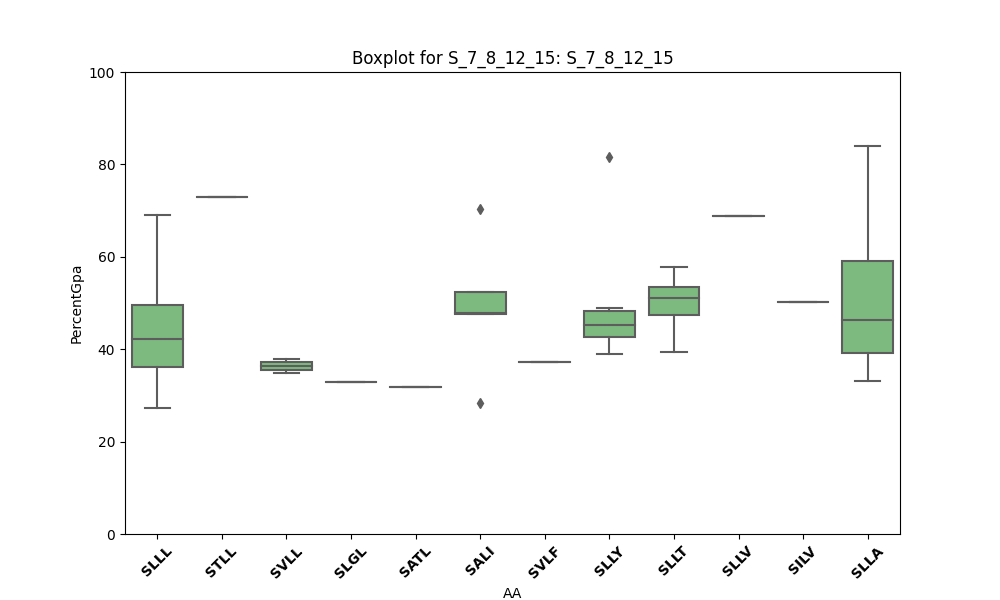 Boxplot for S_7_8_12_15: S_7_8_12_15
100
80
60
40
20
0
PercentGpa
SLLL STLL SVLL SLGL SATL SALI SVLF SLLY SLLT SLLV SILV SLLA
AA